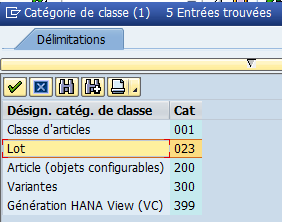 Catégorie de classe (1) 5 Entrées trouvées
Délimitations
Désign. catég. de classe Cat
Classe d'articles 001
Lot 023
Article (objets configurables) 200
Variantes 300
Génération HANA View (VC) 399